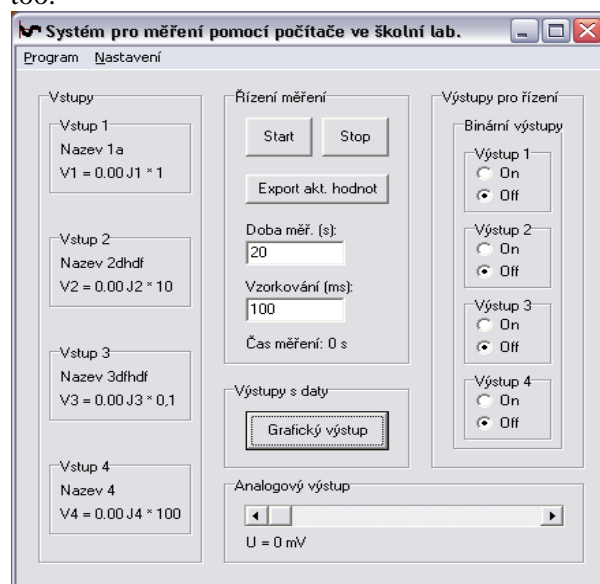 too.
Systém pro měření pomocí počítače ve školní lab.
Program Nastavení
Vstupy
Vstup 1
Nazev 1a
V1 = 0.00 J1 * 1
Vstup 2
Nazev 2dhdf
V2 = 0.00 J2 * 10
Vstup 3
Nazev 3dfhdf
V3 = 0.00 J3 * 0,1
Vstup 4
Nazev 4
V4 = 0.00 J4 * 100
Řízení měření
Start Stop
Export akt. hodnot
Doba měř. (s):
20
Vzorkování (ms):
100
Čas měření: 0 s
Výstupy s daty
Grafický výstup
Analogový výstup
U = 0 mV
Výstupy pro řízení
Binární výstupy
Výstup 1
On
Off
Výstup 2
On
Off
Výstup 3
On
Off
Výstup 4
On
Off